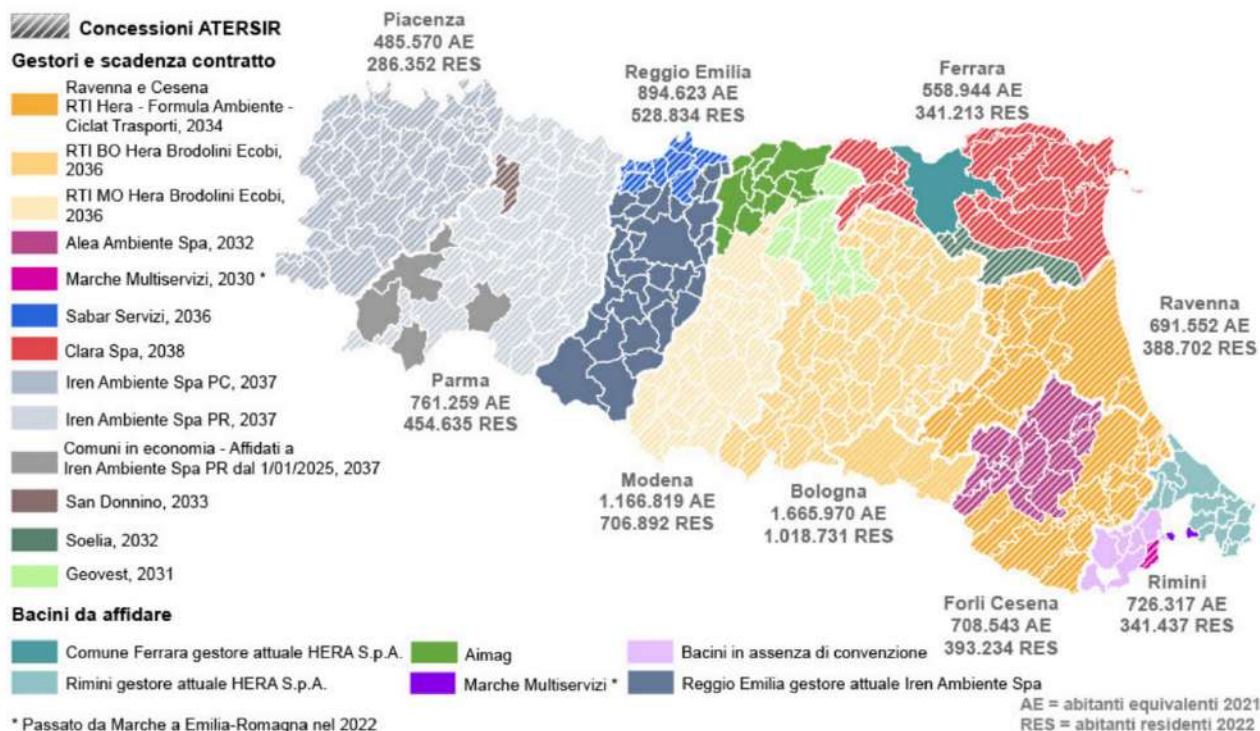 Concessioni ATERSIR
Gestori e scadenza contratto
Ravenna e Cesena
RTI Hera - Formula Ambiente -
Ciclat Trasporti, 2034
RTI BO Hera Brodolini Ecobi,
2036
RTI MO Hera Brodolini Ecobi,
2036
Alea Ambiente Spa, 2032
Marche Multiservizi, 2030 *
Sabar Servizi, 2036
Clara Spa, 2038
Iren Ambiente Spa PC, 2037
Iren Ambiente Spa PR, 2037
Comuni in economia - Affidati a
Iren Ambiente Spa PR dal 1/01/2025, 2037
San Donnino, 2033
Soelia, 2032
Geovest, 2031
Piacenza
485.570 AE
286.352 RES
Reggio Emilia
894.623 AE
528.834 RES
Ferrara
558.944 AE
341.213 RES
Ravenna
691.552 AE
388.702 RES
Parma
761.259 AE
454.635 RES
Modena
1.166.819 AE
706.892 RES
Bologna
1.665.970 AE
1.018.731 RES
Forli Cesena
708.543 AE
393.234 RES
Rimini
726.317 AE
341.437 RES
Bacini da affidare
Comune Ferrara gestore attuale HERA S.p.A.
Aimag
Bacini in assenza di convenzione
Rimini gestore attuale HERA S.p.A.
Marche Multiservizi *
Reggio Emilia gestore attuale Iren Ambiente Spa
* Passato da Marche a Emilia-Romagna nel 2022
AE = abitanti equivalenti 2021
RES = abitanti residenti 2022